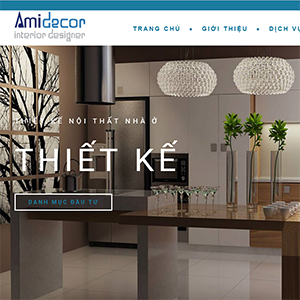 Amidecor
interior designer
TRANG CHỦ • GIỚI THIỆU • DỊCH VỤ
THIẾT KẾ NỘI THẤT NHÀ Ở
THIẾT KẾ
DANH MỤC ĐẦU TƯ